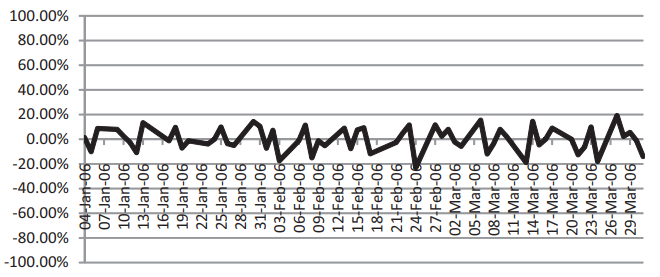 100.00%
80.00%
60.00%
40.00%
20.00%
0.00%
-20.00%
-40.00%
-60.00%
-80.00%
-100.00%
04-Jan-06
07-Jan-06
10-Jan-06
13-Jan-06
16-Jan-06
19-Jan-06
22-Jan-06
25-Jan-06
28-Jan-06
31-Jan-06
03-Feb-06
06-Feb-06
09-Feb-06
12-Feb-06
15-Feb-06
18-Feb-06
21-Feb-06
24-Feb-06
27-Feb-06
02-Mar-06
05-Mar-06
08-Mar-06
11-Mar-06
14-Mar-06
17-Mar-06
20-Mar-06
23-Mar-06
26-Mar-06
29-Mar-06